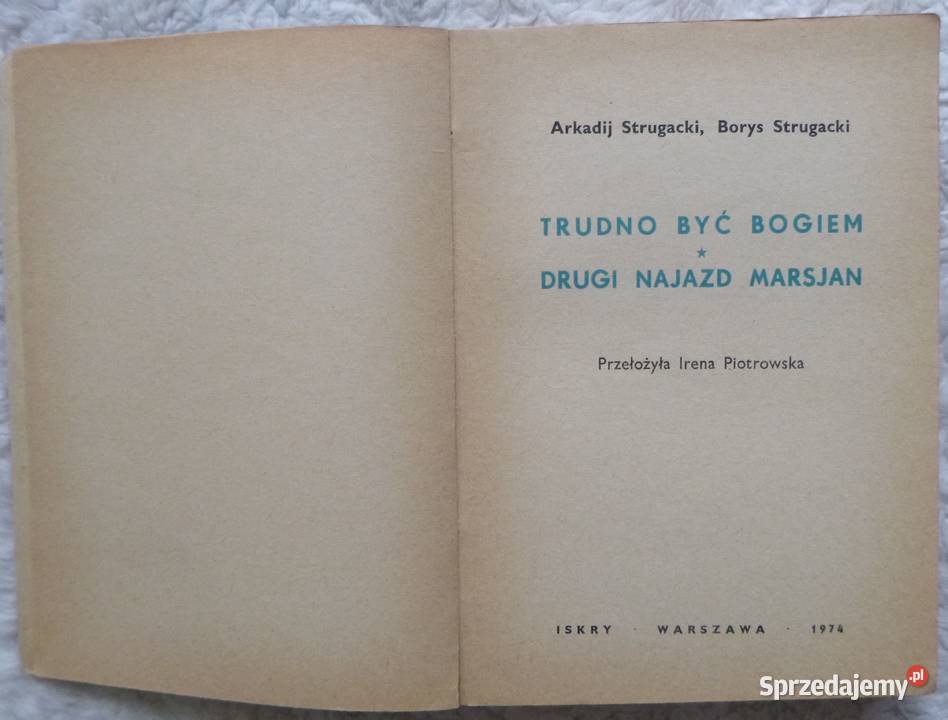 Arkadij Strugacki, Borys Strugacki
TRUDNO BYĆ BOGIEM
★
DRUGI NAJAZD MARSJAN
Przełożyła Irena Piotrowska
ISKRY · WARSZAWA · 1974
Sprzedajemy.pl